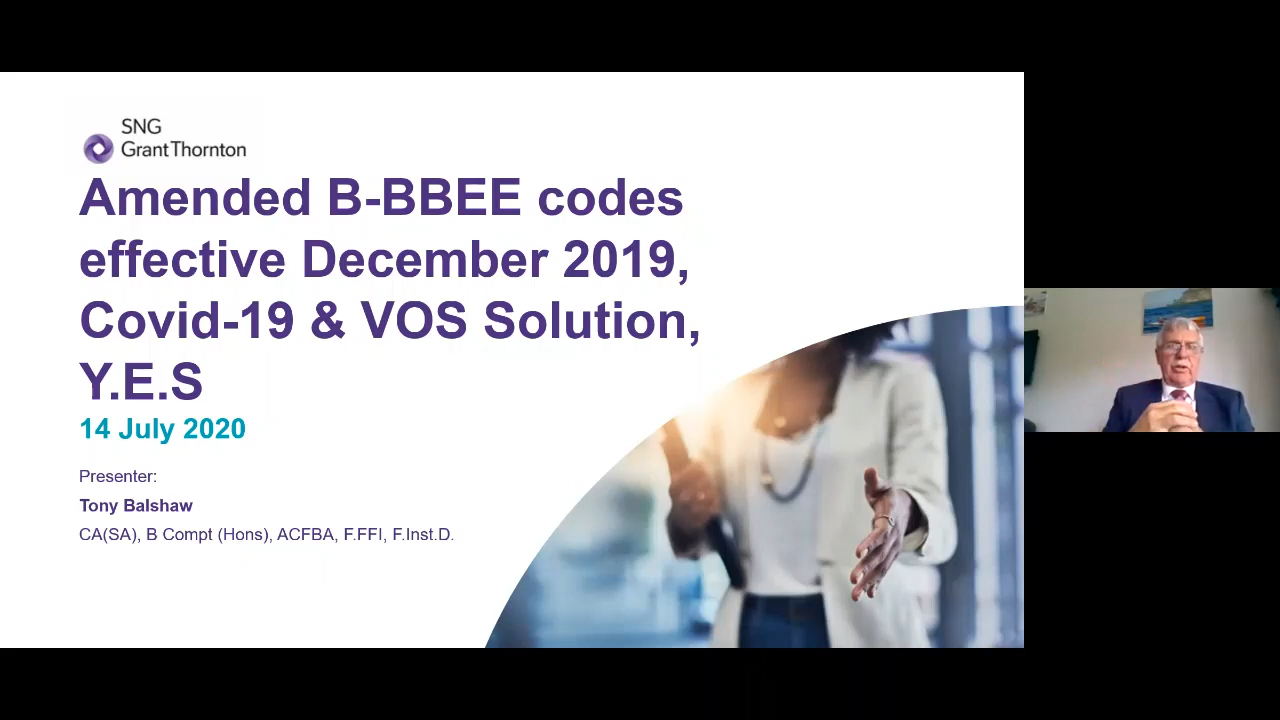 SNG
GrantThornton
Amended B-BBEE codes
effective December 2019,
Covid-19 & VOS Solution,
Y.E.S
14 July 2020
Presenter:
Tony Balshaw
CA(SA), B Compt (Hons), ACFBA, F.FFI, F.Inst.D.